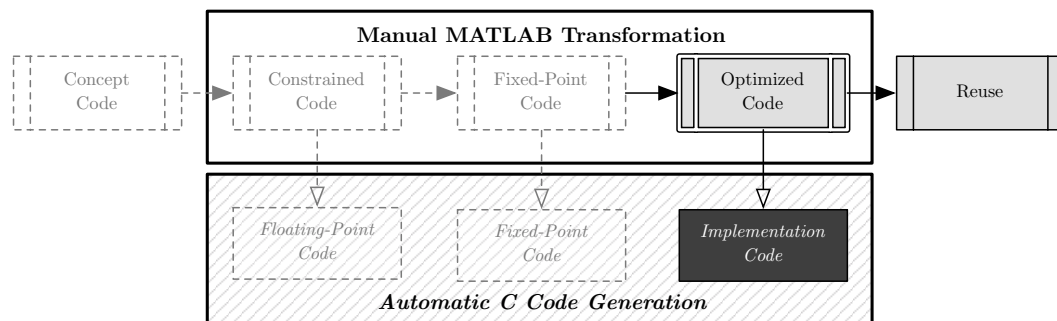 Manual MATLAB Transformation
Concept
Code
Constrained
Code
Fixed-Point
Code
Optimized
Code
Reuse
Floating-Point
Code
Fixed-Point
Code
Implementation
Code
Automatic C Code Generation